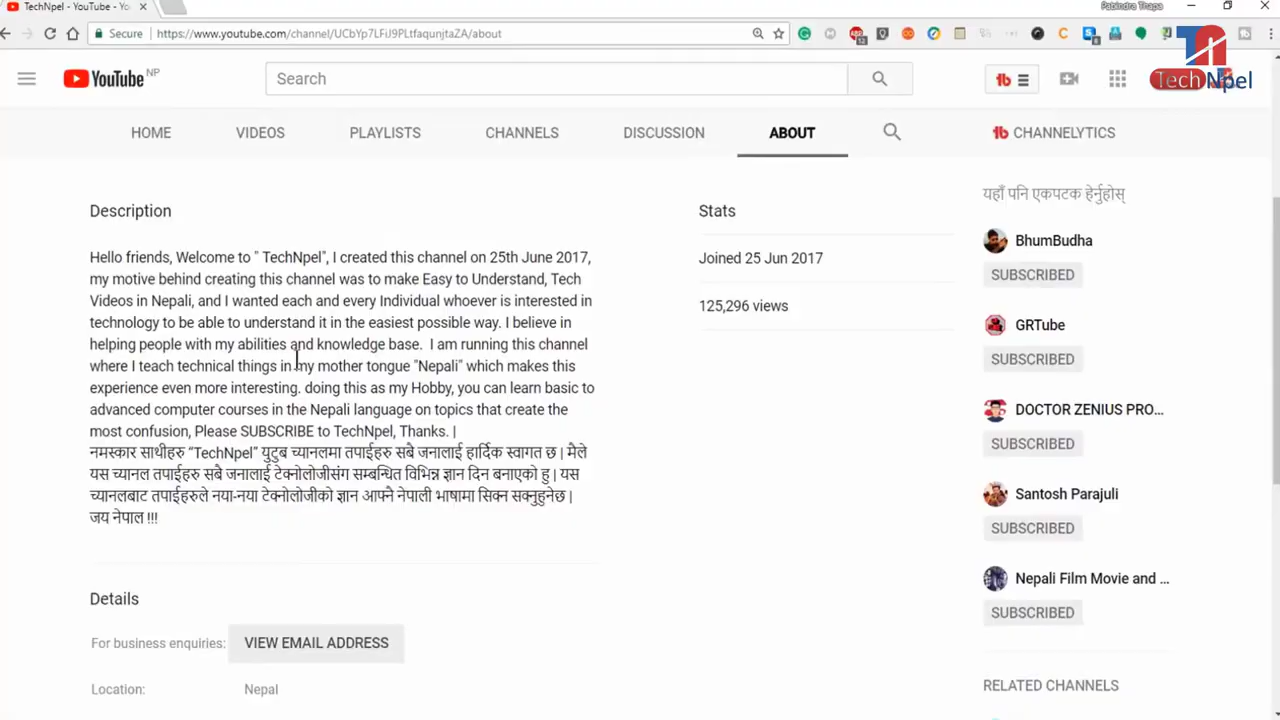 TechNpel - YouTube - Yo
Pabindra Thapa
Secure
https://www.youtube.com/channel/UCbYp7LFiJ9PLtfaqunjtaZA/about
YouTube NP
Search
TechNpel
HOME
VIDEOS
PLAYLISTS
CHANNELS
DISCUSSION
ABOUT
CHANNELYTICS
Description
Hello friends, Welcome to " TechNpel", I created this channel on 25th June 2017,
my motive behind creating this channel was to make Easy to Understand, Tech
Videos in Nepali, and I wanted each and every Individual whoever is interested in
technology to be able to understand it in the easiest possible way. I believe in
helping people with my abilities and knowledge base.  I am running this channel
where I teach technical things in my mother tongue "Nepali" which makes this
experience even more interesting. doing this as my Hobby, you can learn basic to
advanced computer courses in the Nepali language on topics that create the
most confusion, Please SUBSCRIBE to TechNpel, Thanks. |
नमस्कार साथीहरु “TechNpel” युटुब च्यानलमा तपाईहरु सबै जनालाई हार्दिक स्वागत छ | मैले
यस च्यानल तपाईहरु सबै जनालाई टेक्नोलोजीसंग सम्बन्धित विभिन्न ज्ञान दिन बनाएको हु | यस
च्यानलबाट तपाईहरुले नया-नया टेक्नोलोजीको ज्ञान आफ्नै नेपाली भाषामा सिक्न सक्नुहुनेछ |
जय नेपाल !!!
Stats
Joined 25 Jun 2017
125,296 views
यहाँ पनि एकपटक हेर्नुहोस्
BhumBudha
SUBSCRIBED
GRTube
SUBSCRIBED
DOCTOR ZENIUS PRO...
SUBSCRIBED
Santosh Parajuli
SUBSCRIBED
Nepali Film Movie and ...
SUBSCRIBED
RELATED CHANNELS
Details
For business enquiries:
VIEW EMAIL ADDRESS
Location:
Nepal